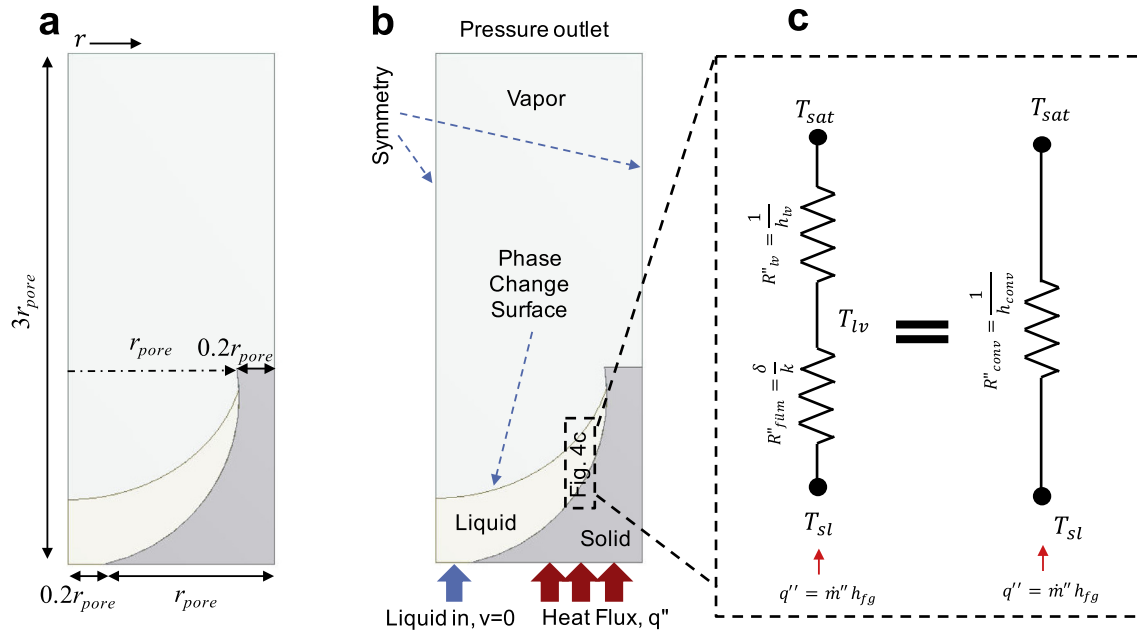 a
r
3r_pore
r_pore
0.2r_pore
0.2r_pore
r_pore
b
Pressure outlet
Symmetry
Vapor
Phase
Change
Surface
Fig. 4c
Liquid
Solid
Liquid in, v=0
Heat Flux, q"
c
T_sat
R"_lv = 1/h_lv
T_lv
R"_film = δ/k
T_sl
q'' = ṁ'' h_fg
T_sat
R"_conv = 1/h_conv
T_sl
q'' = ṁ'' h_fg